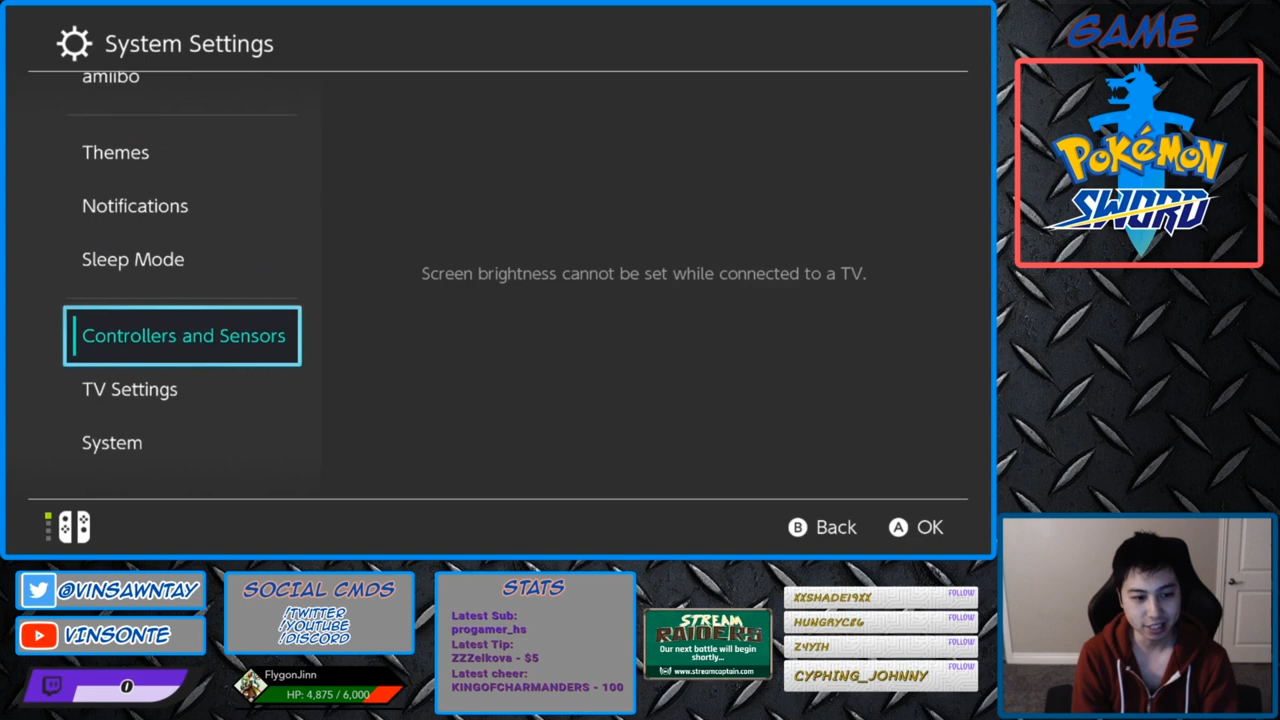 System Settings
amiibo
Themes
Notifications
Sleep Mode
Controllers and Sensors
TV Settings
System
Screen brightness cannot be set while connected to a TV.
B Back
A OK
GAME
POKÉMON
SWORD
@VINSAWNTAY
VINSONTE
0
SOCIAL CMDS
/TWITTER
/YOUTUBE
/DISCORD
FlygonJinn
HP: 4,875 / 6,000
STATS
Latest Sub:
progamer_hs
Latest Tip:
ZZZelkova - $5
Latest cheer:
KINGOFCHARMANDERS - 100
STREAM
RAIDERS
Our next battle will begin
shortly...
www.streamcaptain.com
XXSHADE19XX FOLLOW
HUNGRYC86 FOLLOW
Z4YIH FOLLOW
CYPHING_JOHNNY FOLLOW